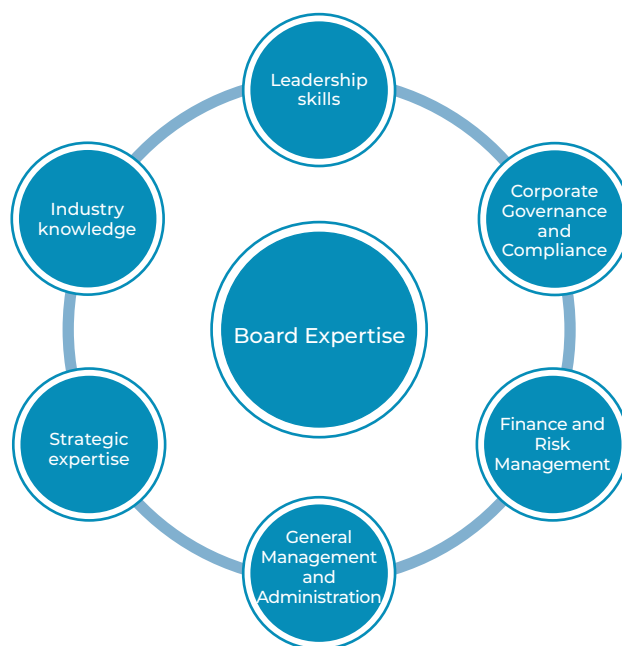 Leadership
skills
Corporate
Governance
and
Compliance
Finance and
Risk
Management
General
Management
and
Administration
Strategic
expertise
Industry
knowledge
Board Expertise